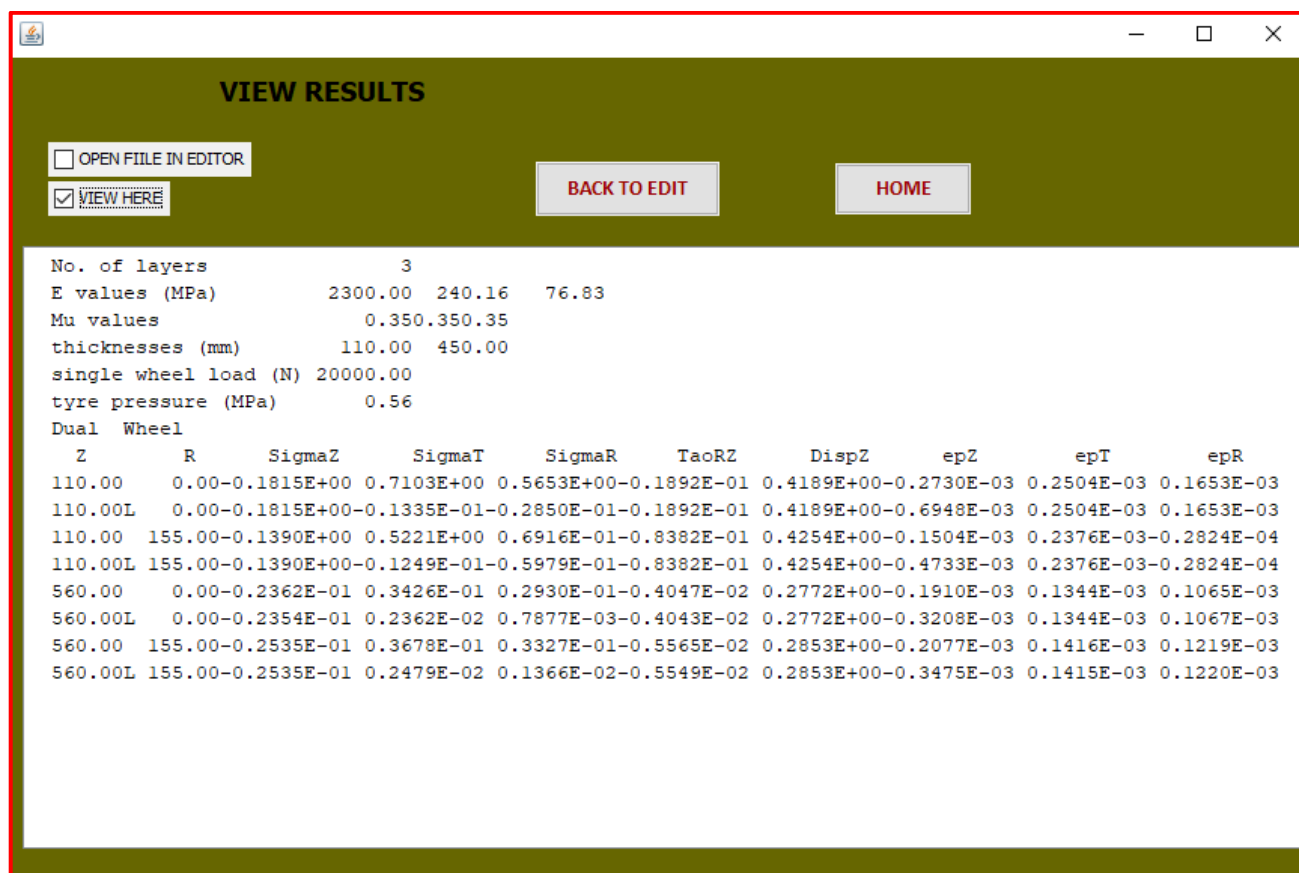 VIEW RESULTS
OPEN FIILE IN EDITOR
VIEW HERE
BACK TO EDIT
HOME
No. of layers 3
E values (MPa) 2300.00 240.16 76.83
Mu values 0.350.350.35
thicknesses (mm) 110.00 450.00
single wheel load (N) 20000.00
tyre pressure (MPa) 0.56
Dual Wheel
Z R SigmaZ SigmaT SigmaR TaoRZ DispZ epZ epT epR
110.00 0.00-0.1815E+00 0.7103E+00 0.5653E+00-0.1892E-01 0.4189E+00-0.2730E-03 0.2504E-03 0.1653E-03
110.00L 0.00-0.1815E+00-0.1335E-01-0.2850E-01-0.1892E-01 0.4189E+00-0.6948E-03 0.2504E-03 0.1653E-03
110.00 155.00-0.1390E+00 0.5221E+00 0.6916E-01-0.8382E-01 0.4254E+00-0.1504E-03 0.2376E-03-0.2824E-04
110.00L 155.00-0.1390E+00-0.1249E-01-0.5979E-01-0.8382E-01 0.4254E+00-0.4733E-03 0.2376E-03-0.2824E-04
560.00 0.00-0.2362E-01 0.3426E-01 0.2930E-01-0.4047E-02 0.2772E+00-0.1910E-03 0.1344E-03 0.1065E-03
560.00L 0.00-0.2354E-01 0.2362E-02 0.7877E-03-0.4043E-02 0.2772E+00-0.3208E-03 0.1344E-03 0.1067E-03
560.00 155.00-0.2535E-01 0.3678E-01 0.3327E-01-0.5565E-02 0.2853E+00-0.2077E-03 0.1416E-03 0.1219E-03
560.00L 155.00-0.2535E-01 0.2479E-02 0.1366E-02-0.5549E-02 0.2853E+00-0.3475E-03 0.1415E-03 0.1220E-03